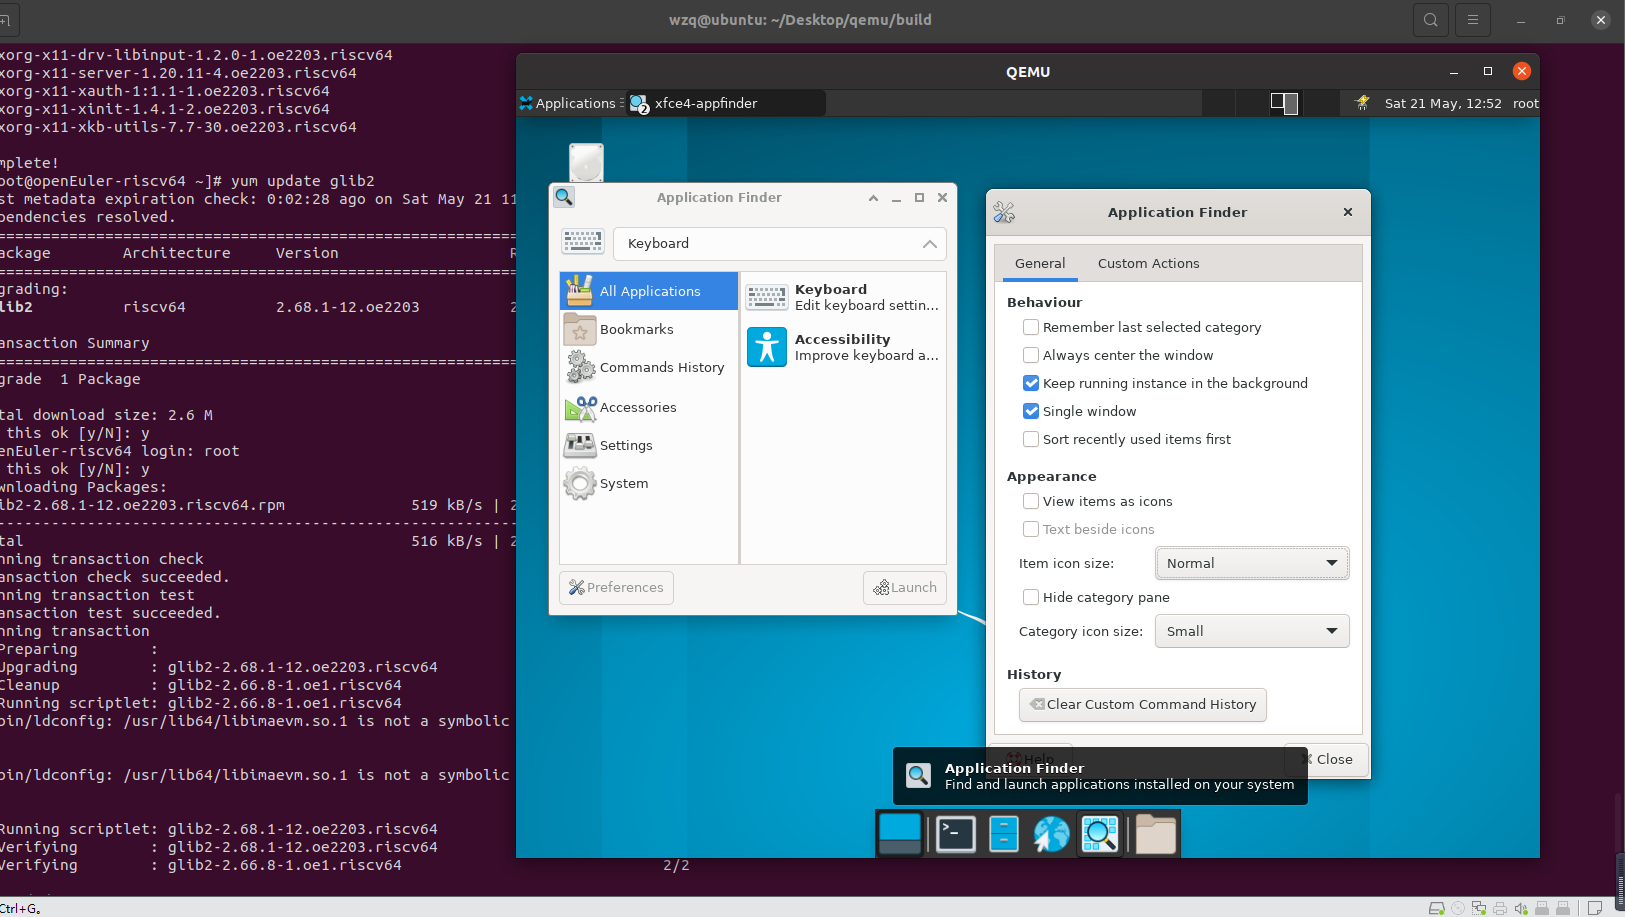 wzq@ubuntu: ~/Desktop/qemu/build
xorg-x11-drv-libinput-1.2.0-1.oe2203.riscv64
xorg-x11-server-1.20.11-4.oe2203.riscv64
xorg-x11-xauth-1:1.1-1.oe2203.riscv64
xorg-x11-xinit-1.4.1-2.oe2203.riscv64
xorg-x11-xkb-utils-7.7-30.oe2203.riscv64
mplete!
oot@openEuler-riscv64 ~]# yum update glib2
st metadata expiration check: 0:02:28 ago on Sat May 21 11
pendencies resolved.
================================================
ackage Architecture Version R
================================================
grading:
lib2 riscv64 2.68.1-12.oe2203 2
ansaction Summary
================================================
grade 1 Package
tal download size: 2.6 M
 this ok [y/N]: y
enEuler-riscv64 login: root
 this ok [y/N]: y
wnloading Packages:
ib2-2.68.1-12.oe2203.riscv64.rpm 519 kB/s | 2
------------------------------------------------
tal 516 kB/s | 2
nning transaction check
ansaction check succeeded.
nning transaction test
ansaction test succeeded.
nning transaction
Preparing :
Upgrading : glib2-2.68.1-12.oe2203.riscv64
Cleanup : glib2-2.66.8-1.oe1.riscv64
Running scriptlet: glib2-2.66.8-1.oe1.riscv64
bin/ldconfig: /usr/lib64/libimaevm.so.1 is not a symbolic
bin/ldconfig: /usr/lib64/libimaevm.so.1 is not a symbolic
Running scriptlet: glib2-2.68.1-12.oe2203.riscv64
Verifying : glib2-2.68.1-12.oe2203.riscv64
Verifying : glib2-2.66.8-1.oe1.riscv64 2/2
Ctrl+G。
QEMU
Applications
2 xfce4-appfinder
Sat 21 May, 12:52 root
Application Finder
Keyboard
All Applications
Bookmarks
Commands History
Accessories
Settings
System
Keyboard
Edit keyboard settin...
Accessibility
Improve keyboard a...
Preferences
Launch
Application Finder
General Custom Actions
Behaviour
Remember last selected category
Always center the window
Keep running instance in the background
Single window
Sort recently used items first
Appearance
View items as icons
Text beside icons
Item icon size: Normal
Hide category pane
Category icon size: Small
History
Clear Custom Command History
Help
Close
Application Finder
Find and launch applications installed on your system